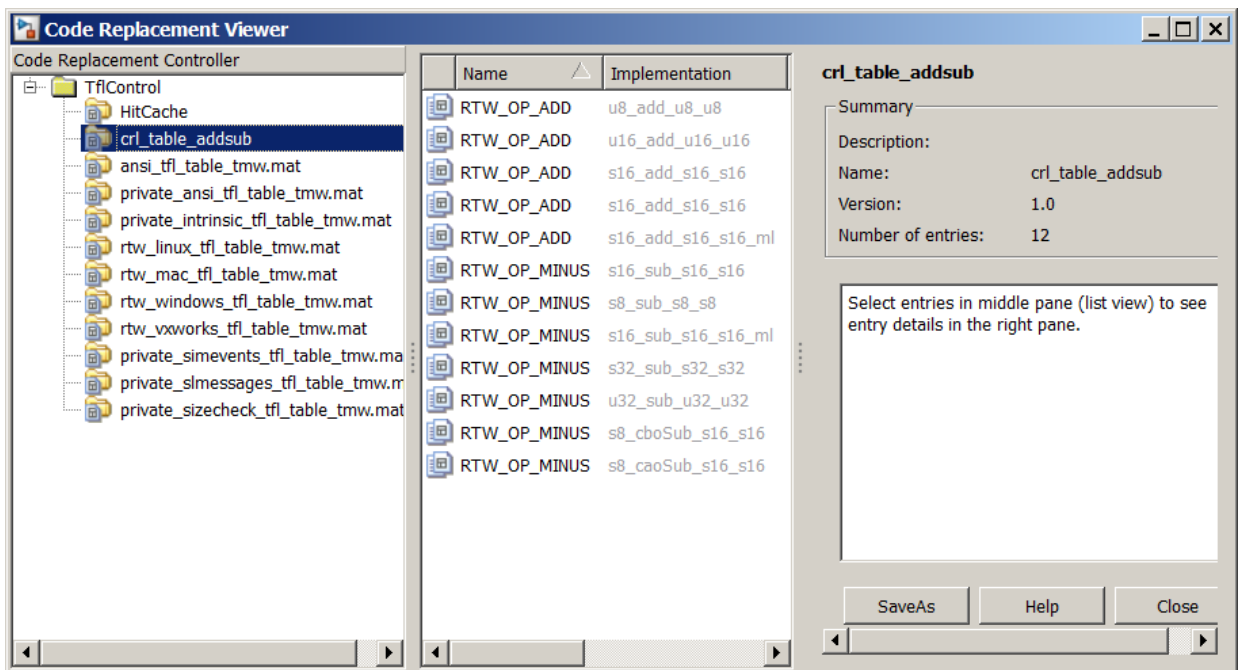 Code Replacement Viewer
Code Replacement Controller
TflControl
HitCache
crl_table_addsub
ansi_tfl_table_tmw.mat
private_ansi_tfl_table_tmw.mat
private_intrinsic_tfl_table_tmw.mat
rtw_linux_tfl_table_tmw.mat
rtw_mac_tfl_table_tmw.mat
rtw_windows_tfl_table_tmw.mat
rtw_vxworks_tfl_table_tmw.mat
private_simevents_tfl_table_tmw.ma
private_slmessages_tfl_table_tmw.m
private_sizecheck_tfl_table_tmw.mat
Name Implementation
RTW_OP_ADD u8_add_u8_u8
RTW_OP_ADD u16_add_u16_u16
RTW_OP_ADD s16_add_s16_s16
RTW_OP_ADD s16_add_s16_s16
RTW_OP_ADD s16_add_s16_s16_ml
RTW_OP_MINUS s16_sub_s16_s16
RTW_OP_MINUS s8_sub_s8_s8
RTW_OP_MINUS s16_sub_s16_s16_ml
RTW_OP_MINUS s32_sub_s32_s32
RTW_OP_MINUS u32_sub_u32_u32
RTW_OP_MINUS s8_cboSub_s16_s16
RTW_OP_MINUS s8_caoSub_s16_s16
crl_table_addsub
Summary
Description:
Name: crl_table_addsub
Version: 1.0
Number of entries: 12
Select entries in middle pane (list view) to see
entry details in the right pane.
SaveAs Help Close